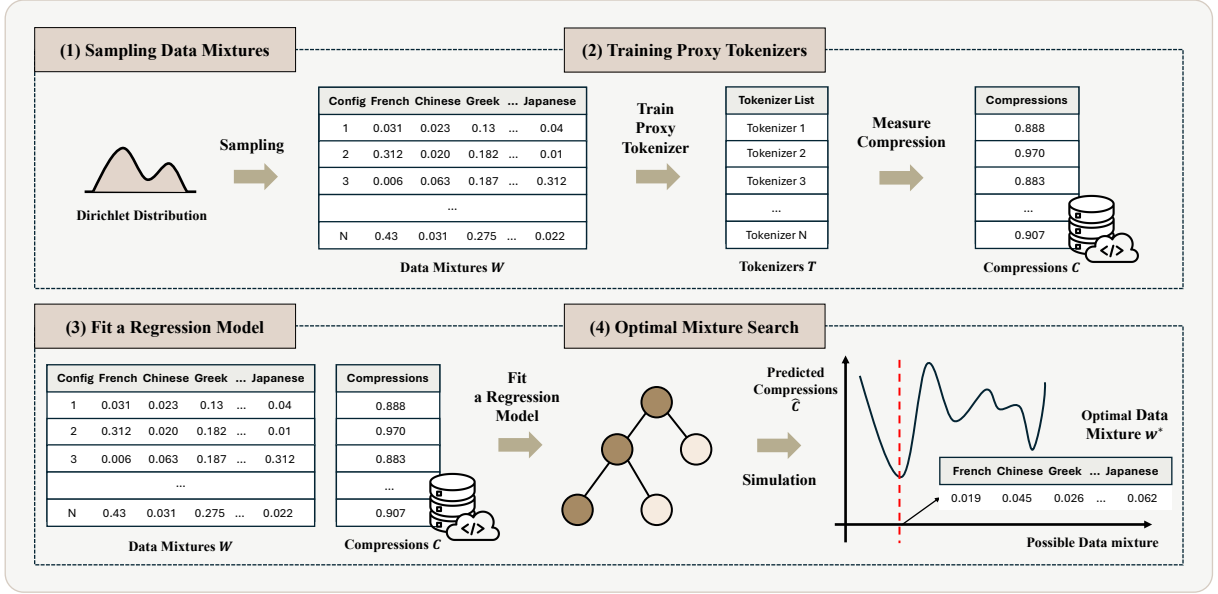 (1) Sampling Data Mixtures
(2) Training Proxy Tokenizers
Dirichlet Distribution
Sampling
Config French Chinese Greek ... Japanese
1 0.031 0.023 0.13 ... 0.04
2 0.312 0.020 0.182 ... 0.01
3 0.006 0.063 0.187 ... 0.312
...
N 0.43 0.031 0.275 ... 0.022
Data Mixtures W
Train
Proxy
Tokenizer
Tokenizer List
Tokenizer 1
Tokenizer 2
Tokenizer 3
...
Tokenizer N
Tokenizers T
Measure
Compression
Compressions
0.888
0.970
0.883
...
0.907
</>
Compressions C
(3) Fit a Regression Model
(4) Optimal Mixture Search
Config French Chinese Greek ... Japanese
1 0.031 0.023 0.13 ... 0.04
2 0.312 0.020 0.182 ... 0.01
3 0.006 0.063 0.187 ... 0.312
...
N 0.43 0.031 0.275 ... 0.022
Data Mixtures W
Compressions
0.888
0.970
0.883
...
0.907
</>
Compressions C
Fit
a Regression
Model
Simulation
Predicted
Compressions
Ĉ
Optimal Data
Mixture w*
French Chinese Greek ... Japanese
0.019 0.045 0.026 ... 0.062
Possible Data mixture